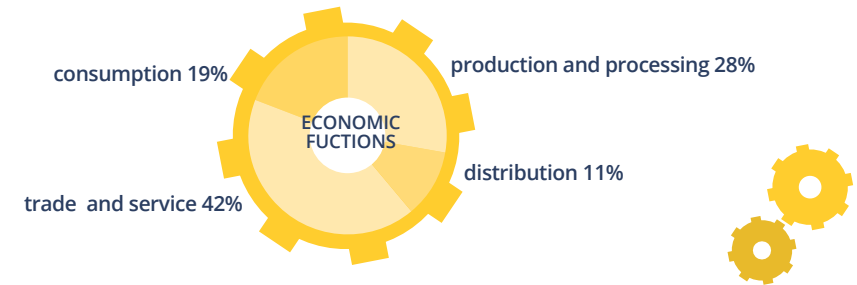 consumption 19%
production and processing 28%
ECONOMIC
FUCTIONS
distribution 11%
trade and service 42%